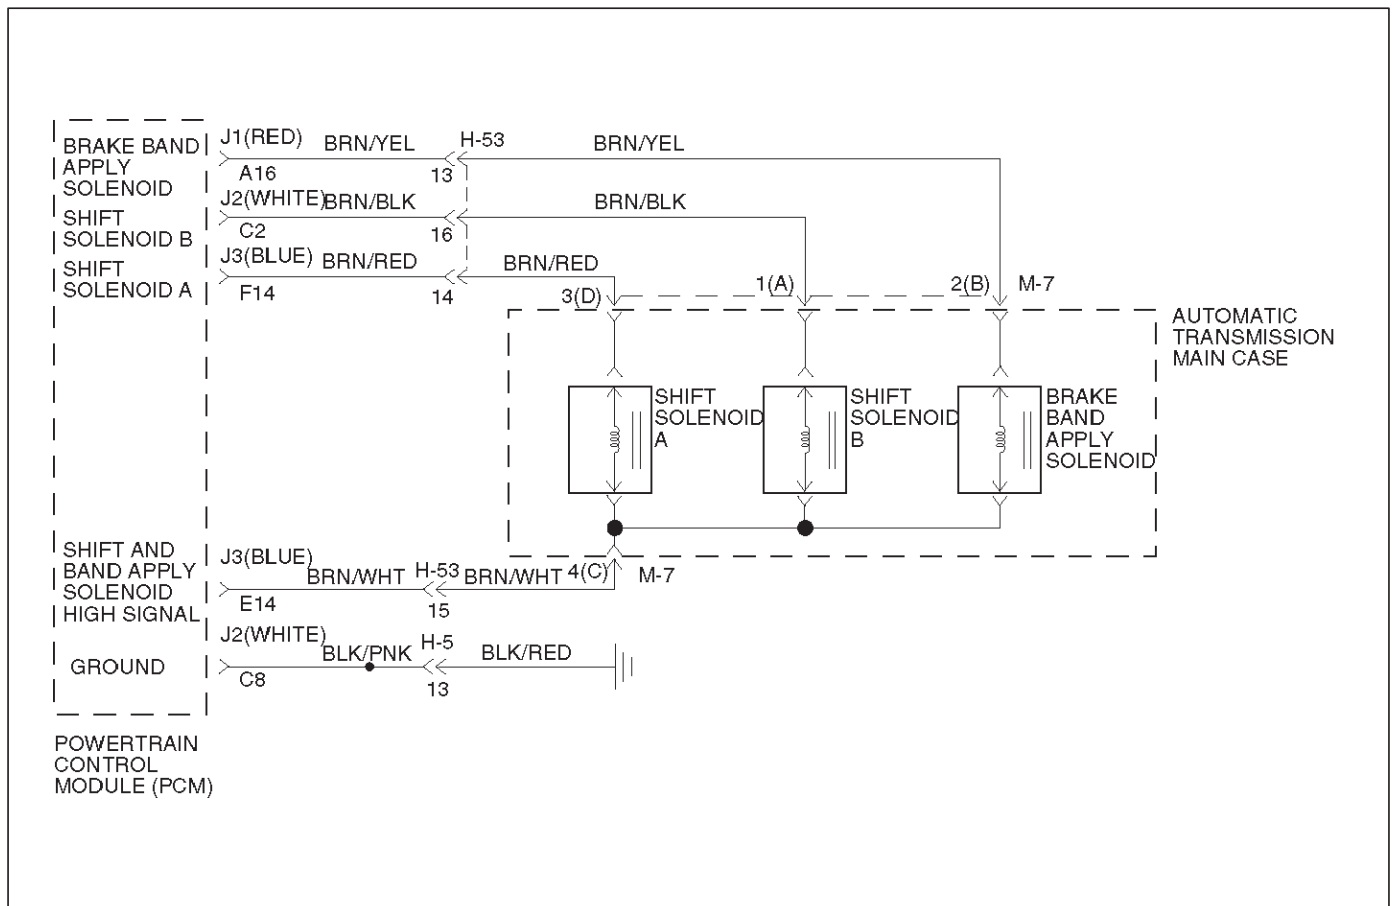 BRAKE BAND
APPLY
SOLENOID
J1(RED)
A16
BRN/YEL
H-53
13
BRN/YEL
SHIFT
SOLENOID B
J2(WHITE)
C2
BRN/BLK
16
BRN/BLK
SHIFT
SOLENOID A
J3(BLUE)
F14
BRN/RED
14
BRN/RED
3(D)
1(A)
2(B)
M-7
AUTOMATIC
TRANSMISSION
MAIN CASE
SHIFT
SOLENOID
A
SHIFT
SOLENOID
B
BRAKE
BAND
APPLY
SOLENOID
SHIFT AND
BAND APPLY
SOLENOID
HIGH SIGNAL
J3(BLUE)
E14
BRN/WHT
H-53
15
BRN/WHT
4(C)
M-7
GROUND
J2(WHITE)
C8
BLK/PNK
H-5
13
BLK/RED
POWERTRAIN
CONTROL
MODULE (PCM)